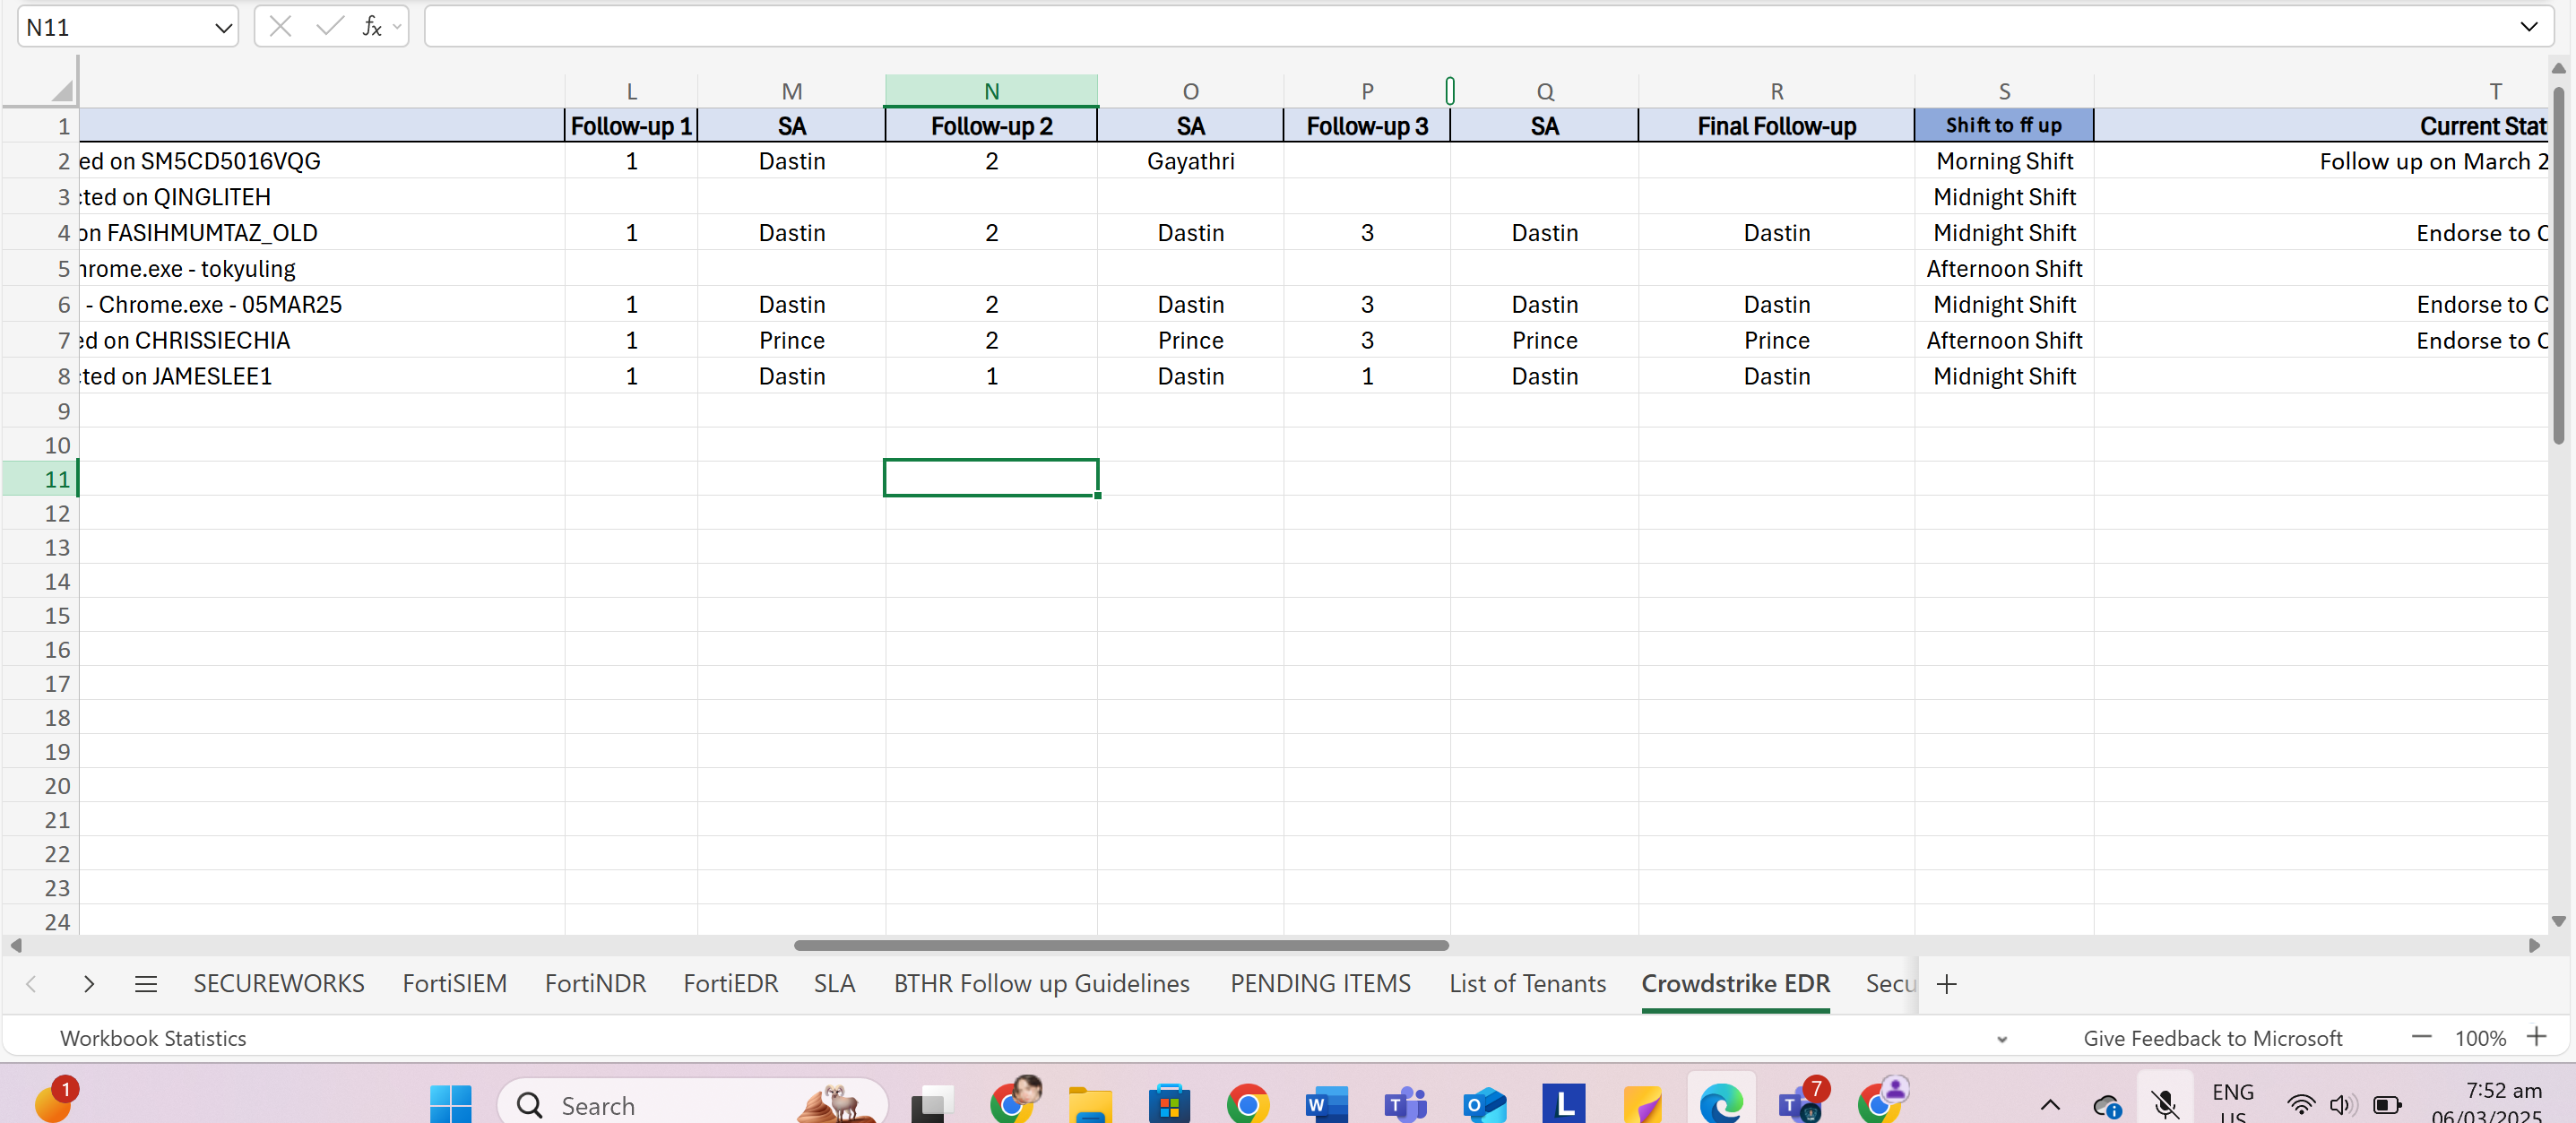 N11
fx
L M N O P Q R S T
1 Follow-up 1 SA Follow-up 2 SA Follow-up 3 SA Final Follow-up Shift to ff up Current Stat
2 ed on SM5CD5016VQG 1 Dastin 2 Gayathri Morning Shift Follow up on March 2
3 cted on QINGLITEH Midnight Shift
4 on FASIHMUMTAZ_OLD 1 Dastin 2 Dastin 3 Dastin Dastin Midnight Shift Endorse to C
5 hrome.exe - tokyuling Afternoon Shift
6 - Chrome.exe - 05MAR25 1 Dastin 2 Dastin 3 Dastin Dastin Midnight Shift Endorse to C
7 ed on CHRISSIECHIA 1 Prince 2 Prince 3 Prince Prince Afternoon Shift Endorse to C
8 cted on JAMESLEE1 1 Dastin 1 Dastin 1 Dastin Dastin Midnight Shift
9
10
11
12
13
14
15
16
17
18
19
20
21
22
23
24
SECUREWORKS FortiSIEM FortiNDR FortiEDR SLA BTHR Follow up Guidelines PENDING ITEMS List of Tenants Crowdstrike EDR Secu
Workbook Statistics Give Feedback to Microsoft 100%
1 Search 7 ENG 7:52 am
US 06/03/2025